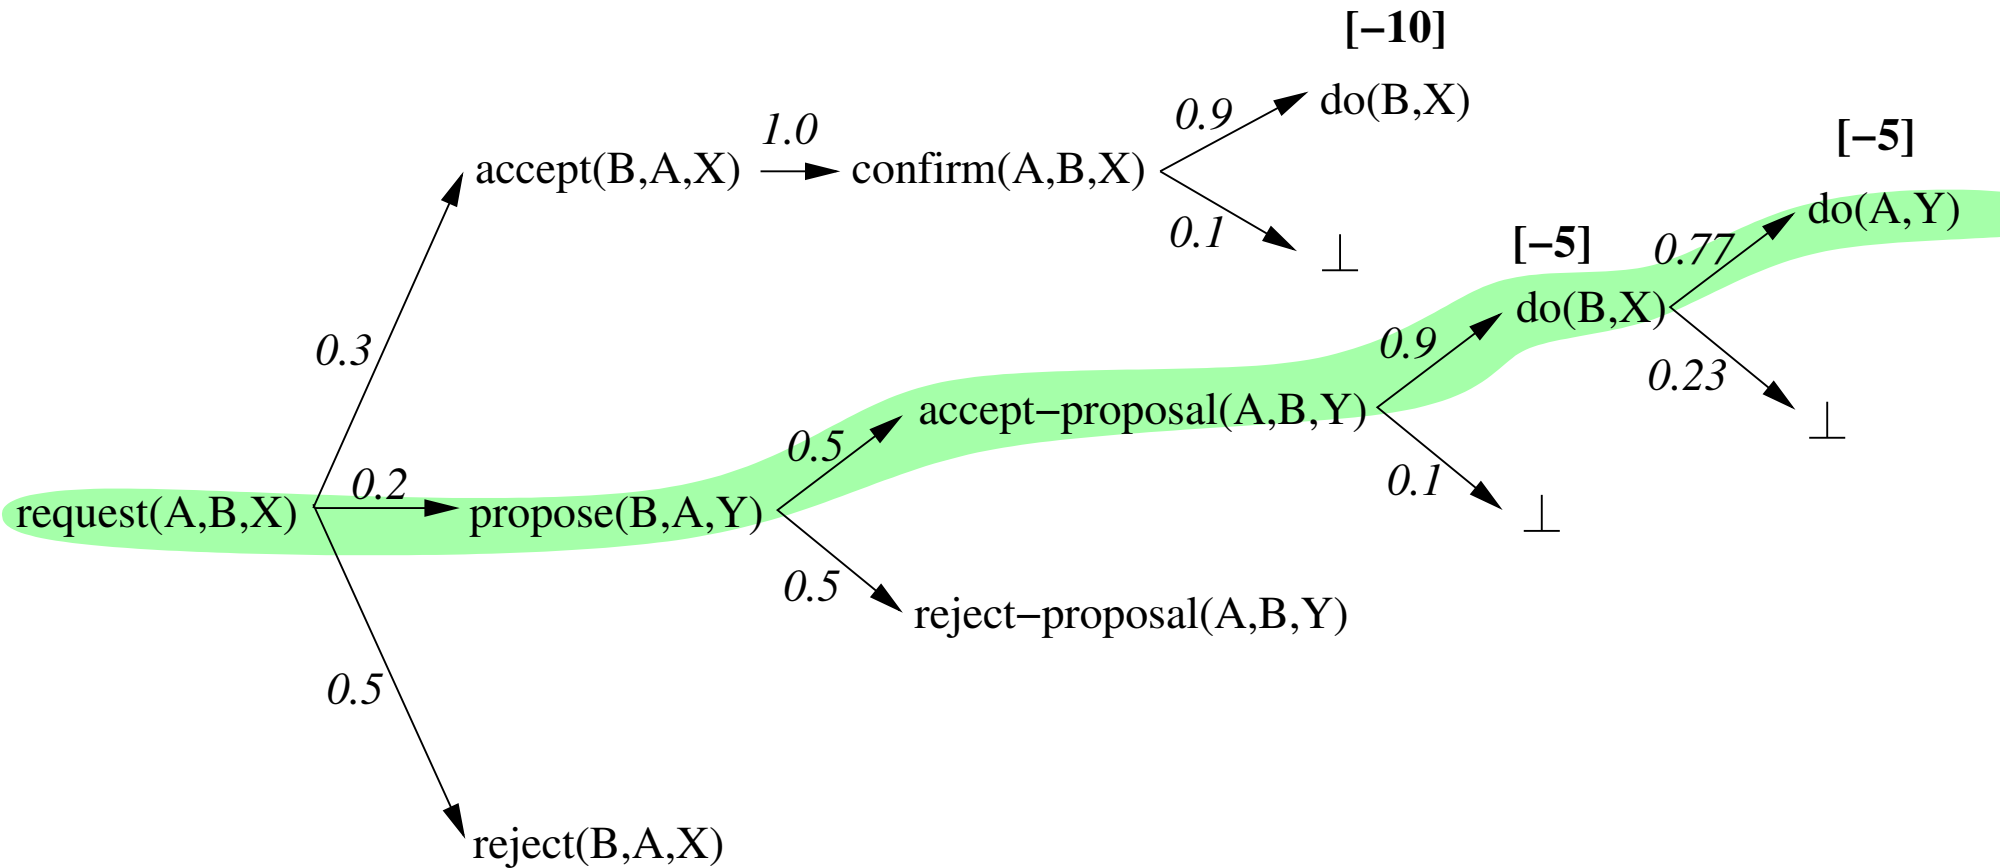 [−10]
do(B,X)
0.9
1.0
[−5]
accept(B,A,X)
confirm(A,B,X)
do(A,Y)
0.1
⊥
[−5]
0.77
do(B,X)
0.3
0.9
0.23
accept−proposal(A,B,Y)
⊥
0.5
0.2
0.1
request(A,B,X)
propose(B,A,Y)
⊥
0.5
reject−proposal(A,B,Y)
0.5
reject(B,A,X)